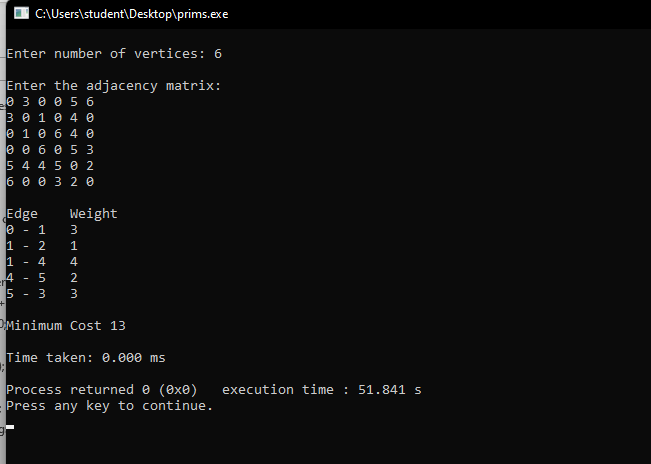 C:\Users\student\Desktop\prims.exe
Enter number of vertices: 6
Enter the adjacency matrix:
0 3 0 0 5 6
3 0 1 0 4 0
0 1 0 6 4 0
0 0 6 0 5 3
5 4 4 5 0 2
6 0 0 3 2 0
Edge    Weight
0 - 1   3
1 - 2   1
1 - 4   4
4 - 5   2
5 - 3   3
Minimum Cost 13
Time taken: 0.000 ms
Process returned 0 (0x0)   execution time : 51.841 s
Press any key to continue.